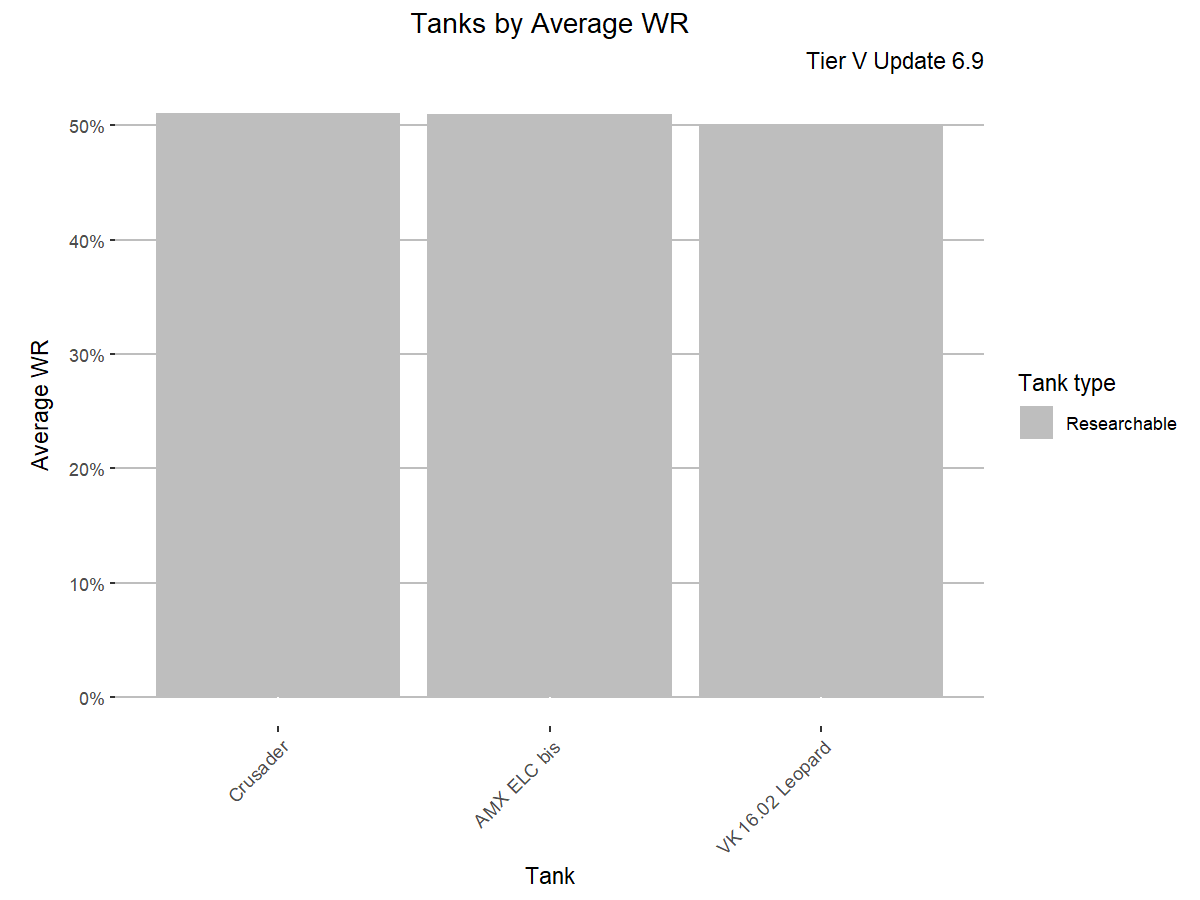 Tanks by Average WR
Tier V Update 6.9
Average WR
50%
40%
30%
20%
10%
0%
Crusader
AMX ELC bis
VK 16.02 Leopard
Tank
Tank type
Researchable